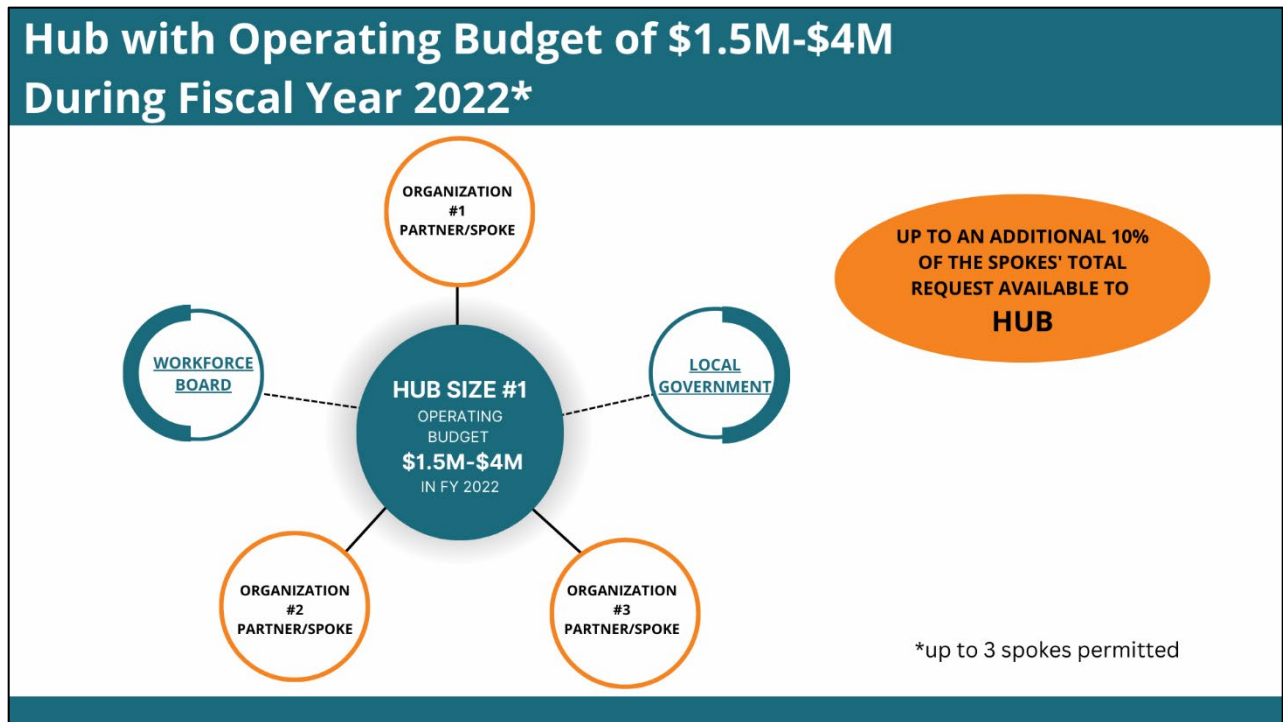 Hub with Operating Budget of $1.5M-$4M
During Fiscal Year 2022*
ORGANIZATION
#1
PARTNER/SPOKE
UP TO AN ADDITIONAL 10%
OF THE SPOKES' TOTAL
REQUEST AVAILABLE TO
HUB
WORKFORCE
BOARD
HUB SIZE #1
OPERATING
BUDGET
$1.5M-$4M
IN FY 2022
LOCAL
GOVERNMENT
ORGANIZATION
#2
PARTNER/SPOKE
ORGANIZATION
#3
PARTNER/SPOKE
*up to 3 spokes permitted